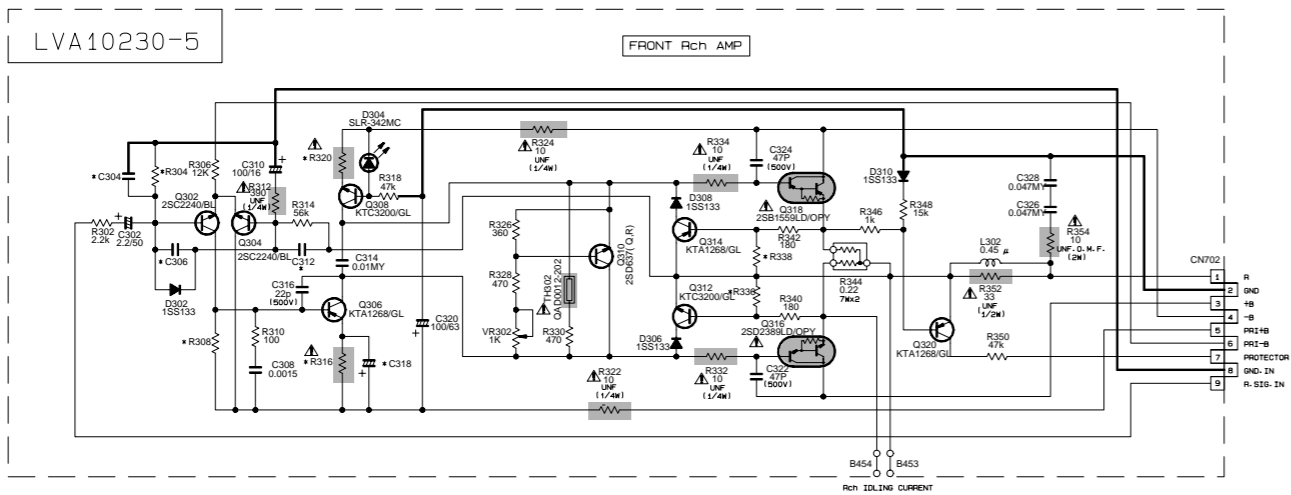 LVA10230-5
FRONT Rch AMP
D304
SLR-342MC
*R320
R318
47k
Q308
KTC3200/GL
R324
10
UNF
(1/4W)
R334
10
UNF
(1/4W)
C324
47P
(500V)
D310
1SS133
C328
0.047MY
C326
0.047MY
R354
10
UNF.O.M.F.
(2W)
*C304
*R304
R306
12K
C310
100/16
R312
390
UNF
(1/4W)
R314
56k
Q302
2SC2240/BL
Q304
2SC2240/BL
R302
2.2k
C302
2.2/50
*C306
C312
*
D302
1SS133
C314
0.01MY
C316
22p
(500V)
Q306
KTA1268/GL
*R308
R310
100
C308
0.0015
*R316
*C318
C320
100/63
R326
360
R328
470
VR302
1K
TH302
QAD0012-202
R330
470
Q310
2SD637( Q,R)
D308
1SS133
Q314
KTA1268/GL
Q318
2SB1559LD/OPY
R342
180
R346
1k
R348
15k
*R338
*R336
Q312
KTC3200/GL
R340
180
Q316
2SD2389LD/OPY
D306
1SS133
R344
0.22
7Wx2
L302
0.45 μ
R352
33
UNF
(1/2W)
Q320
KTA1268/GL
R350
47k
R322
10
UNF
(1/4W)
R332
10
UNF
(1/4W)
C322
47P
(500V)
CN702
1 R
2 GND
3 +B
4 -B
5 PRI+B
6 PRI-B
7 PROTECTOR
8 GND.IN
9 R.SIG.IN
B454 B453
Rch IDLING CURRENT